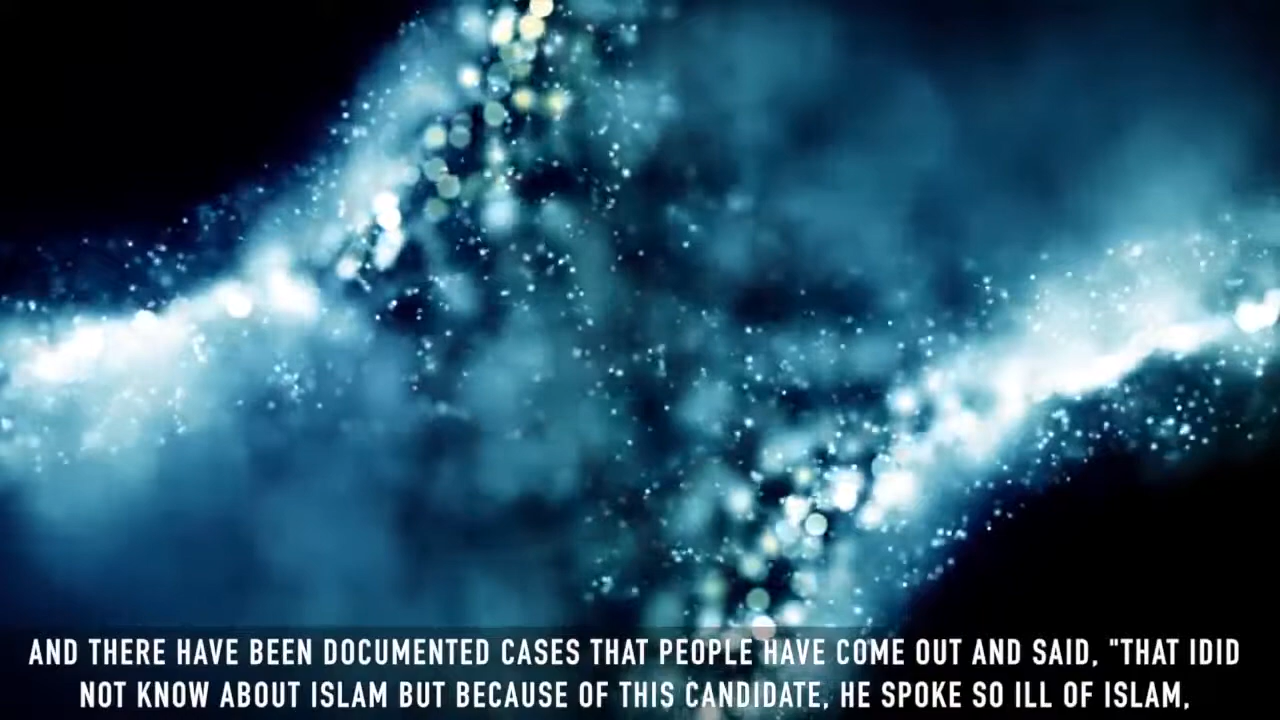 AND THERE HAVE BEEN DOCUMENTED CASES THAT PEOPLE HAVE COME OUT AND SAID, "THAT IDID
NOT KNOW ABOUT ISLAM BUT BECAUSE OF THIS CANDIDATE, HE SPOKE SO ILL OF ISLAM,